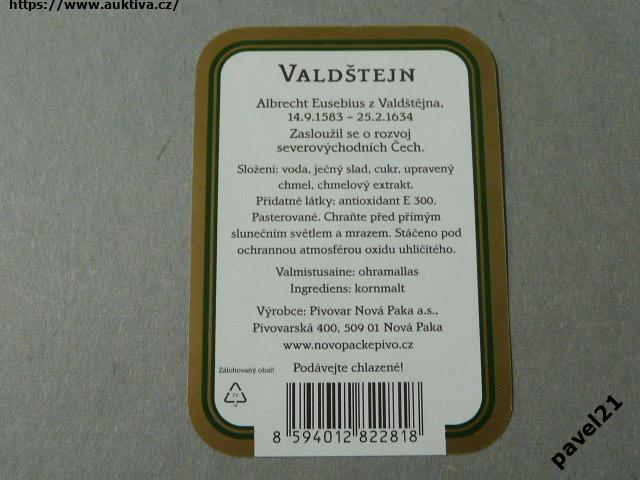 https://www.auktiva.cz/
VALDŠTEJN
Albrecht Eusebius z Valdštějna,
14.9.1583 – 25.2.1634
Zasloužil se o rozvoj
severovýchodních Čech.
Složení: voda, ječný slad, cukr, upravený
chmel, chmelový extrakt.
Přidatné látky: antioxidant E 300.
Pasterované. Chraňte před přímým
slunečním světlem a mrazem. Stáčeno pod
ochrannou atmosférou oxidu uhličitého.
Valmistusaine: ohramallas
Ingrediens: kornmalt
Výrobce: Pivovar Nová Paka a.s.,
Pivovarská 400, 509 01 Nová Paka
www.novopackepivo.cz
Zálohovaný obal!
Podávejte chlazené!
8 594012 822818
pavel21